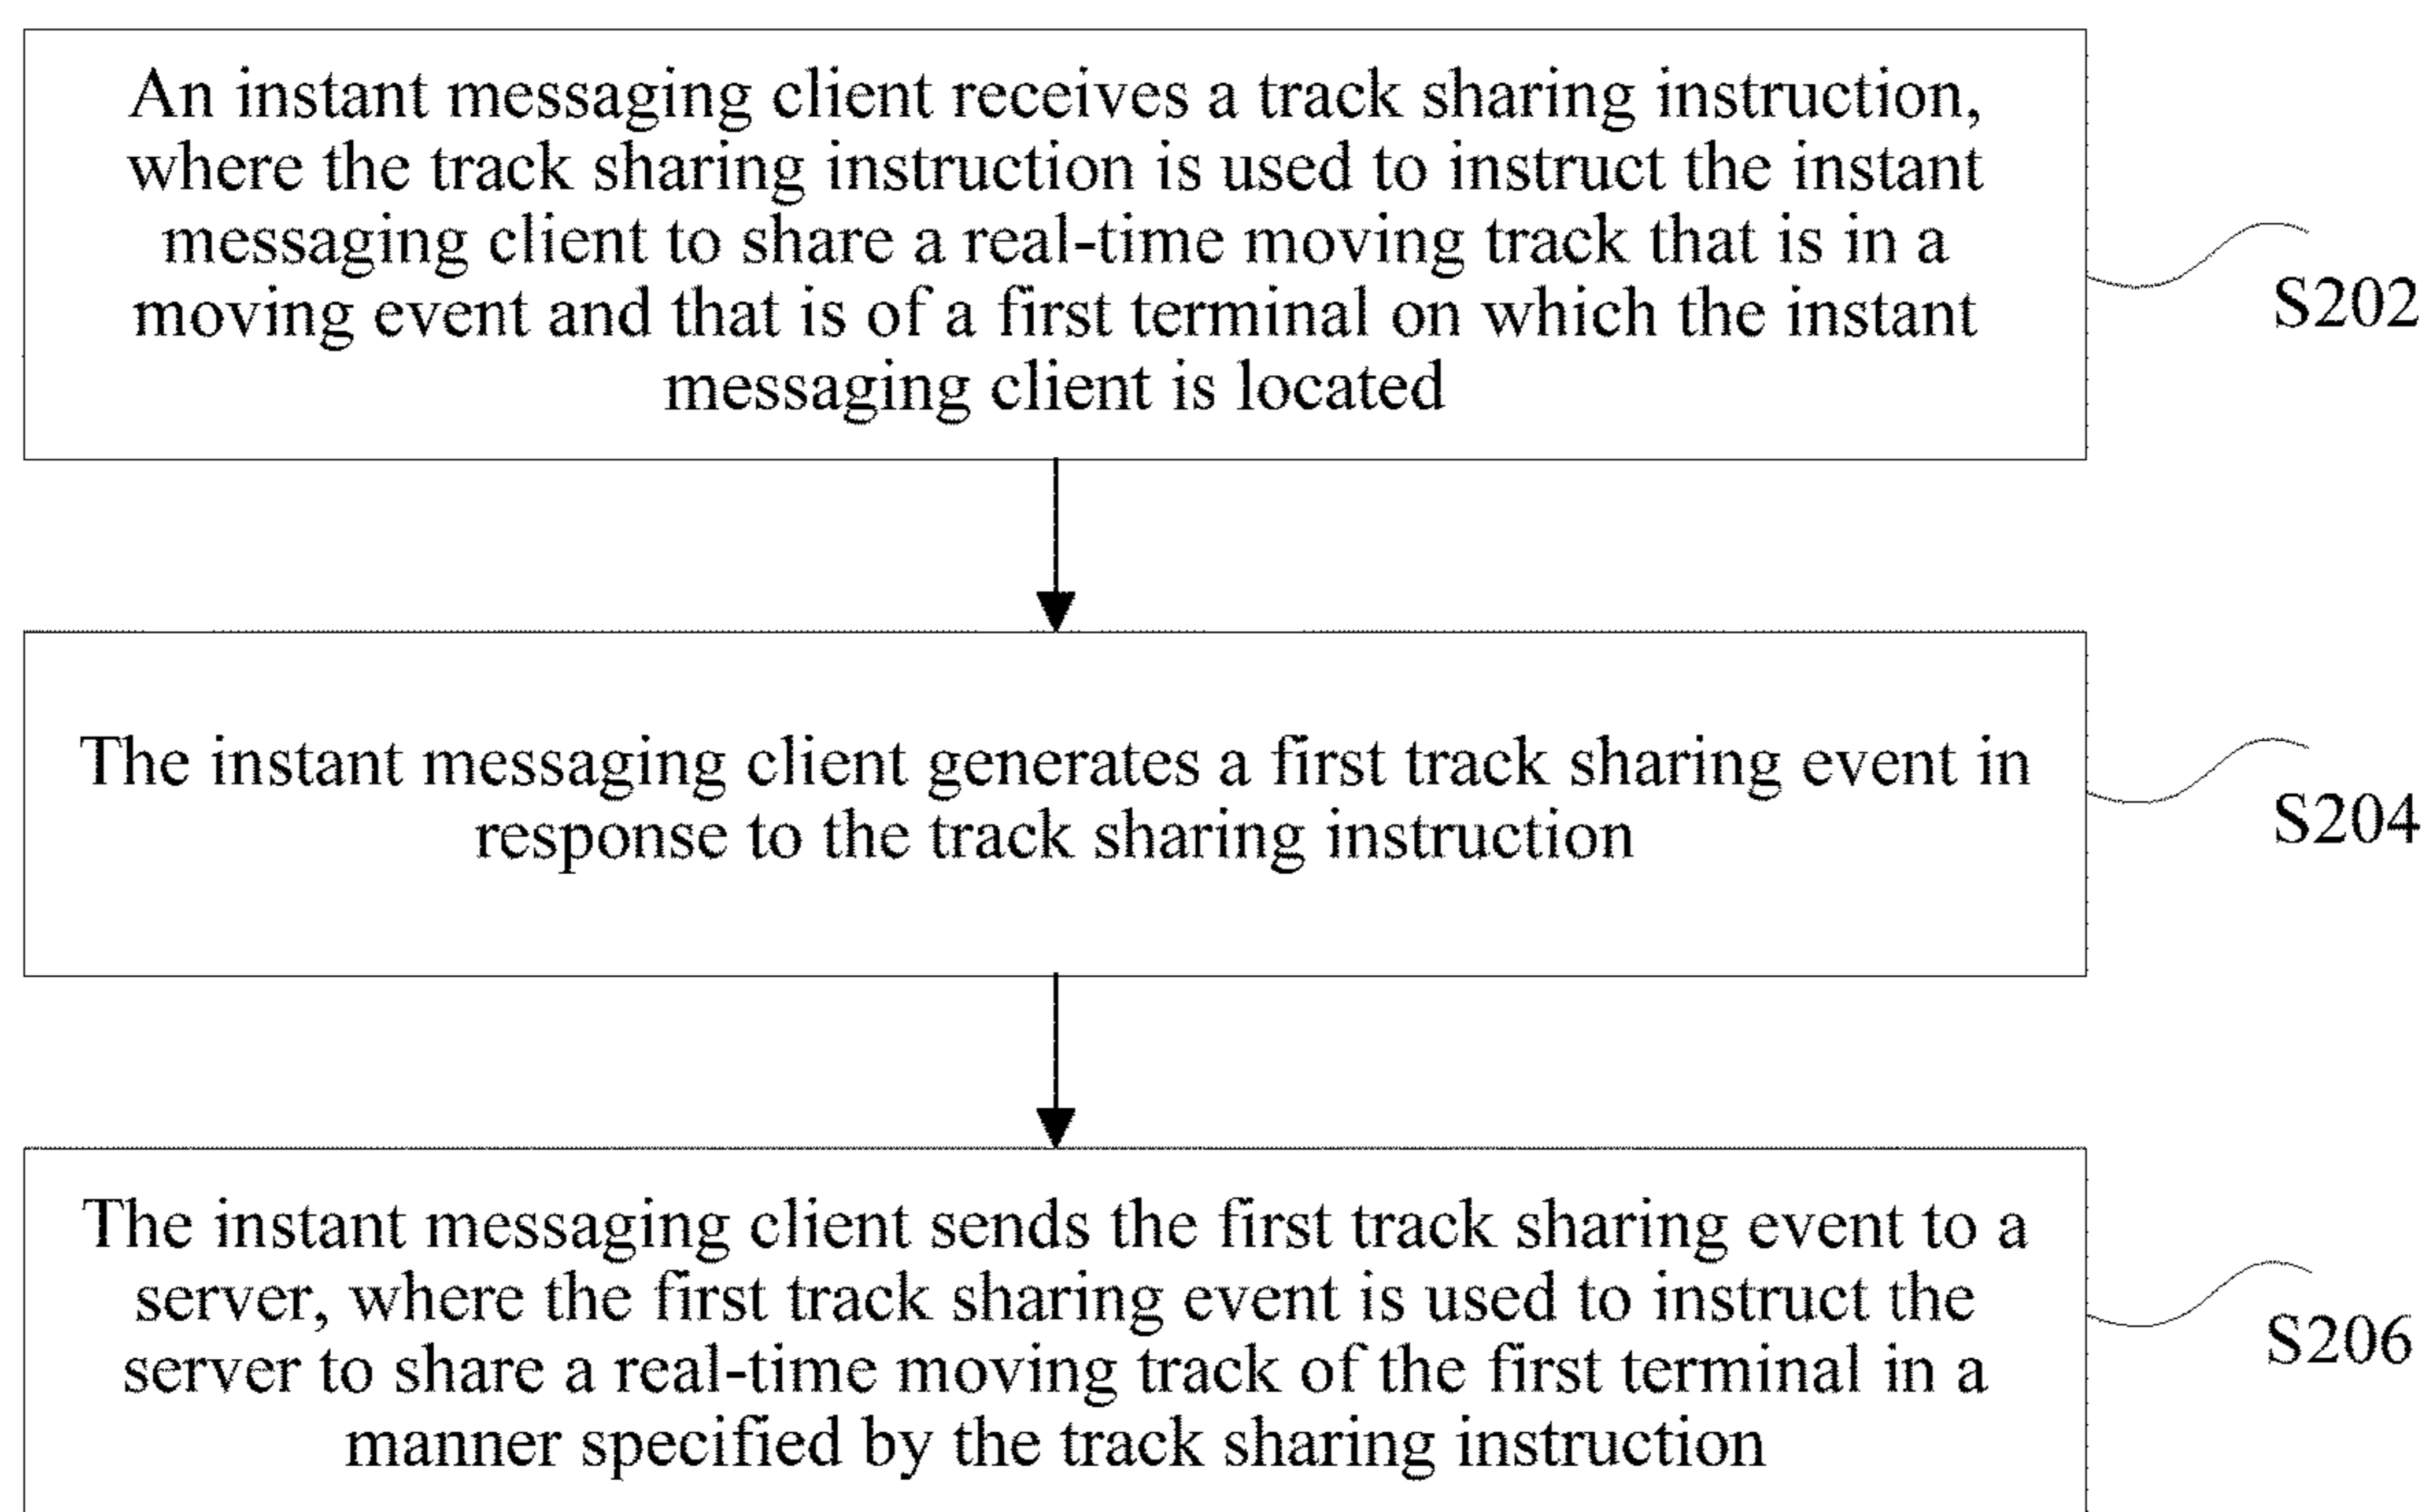 An instant messaging client receives a track sharing instruction,
where the track sharing instruction is used to instruct the instant
messaging client to share a real-time moving track that is in a
moving event and that is of a first terminal on which the instant
messaging client is located
S202
The instant messaging client generates a first track sharing event in
response to the track sharing instruction
S204
The instant messaging client sends the first track sharing event to a
server, where the first track sharing event is used to instruct the
server to share a real-time moving track of the first terminal in a
manner specified by the track sharing instruction
S206